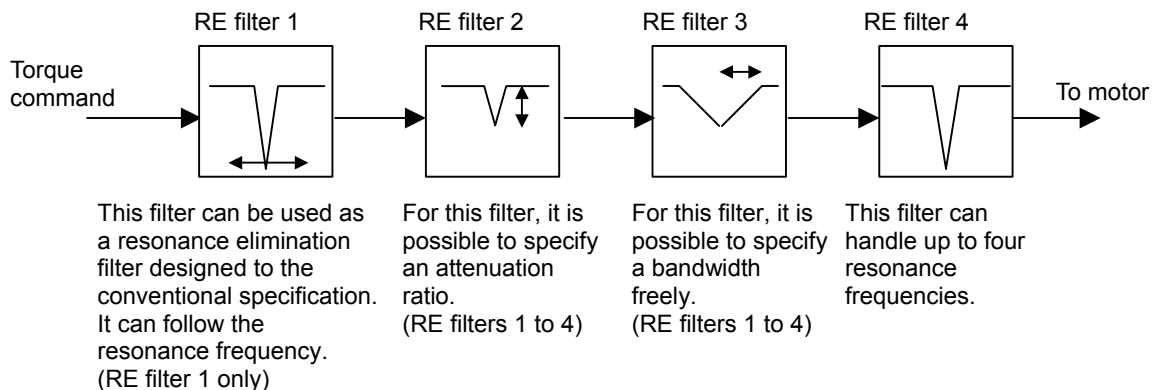 RE filter 1
RE filter 2
RE filter 3
RE filter 4
Torque
command
To motor
This filter can be used as
a resonance elimination
filter designed to the
conventional specification.
It can follow the
resonance frequency.
(RE filter 1 only)
For this filter, it is
possible to specify
an attenuation
ratio.
(RE filters 1 to 4)
For this filter, it is
possible to specify
a bandwidth
freely.
(RE filters 1 to 4)
This filter can
handle up to four
resonance
frequencies.